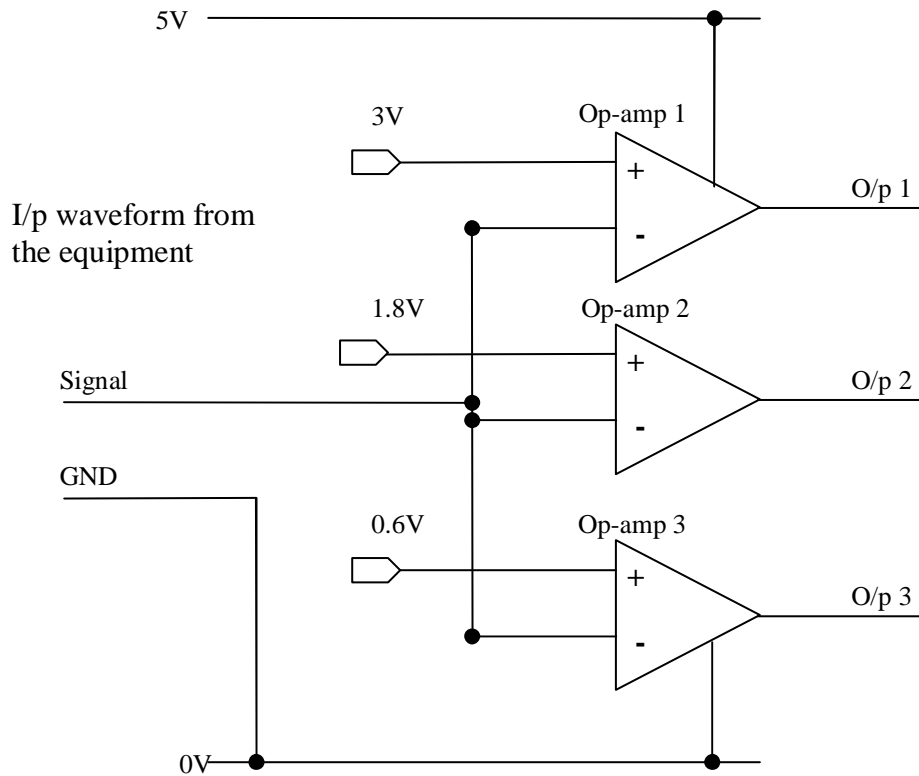 5V
3V
Op-amp 1
+
-
O/p 1
I/p waveform from
the equipment
1.8V
Op-amp 2
+
-
O/p 2
Signal
GND
0.6V
Op-amp 3
+
-
O/p 3
0V